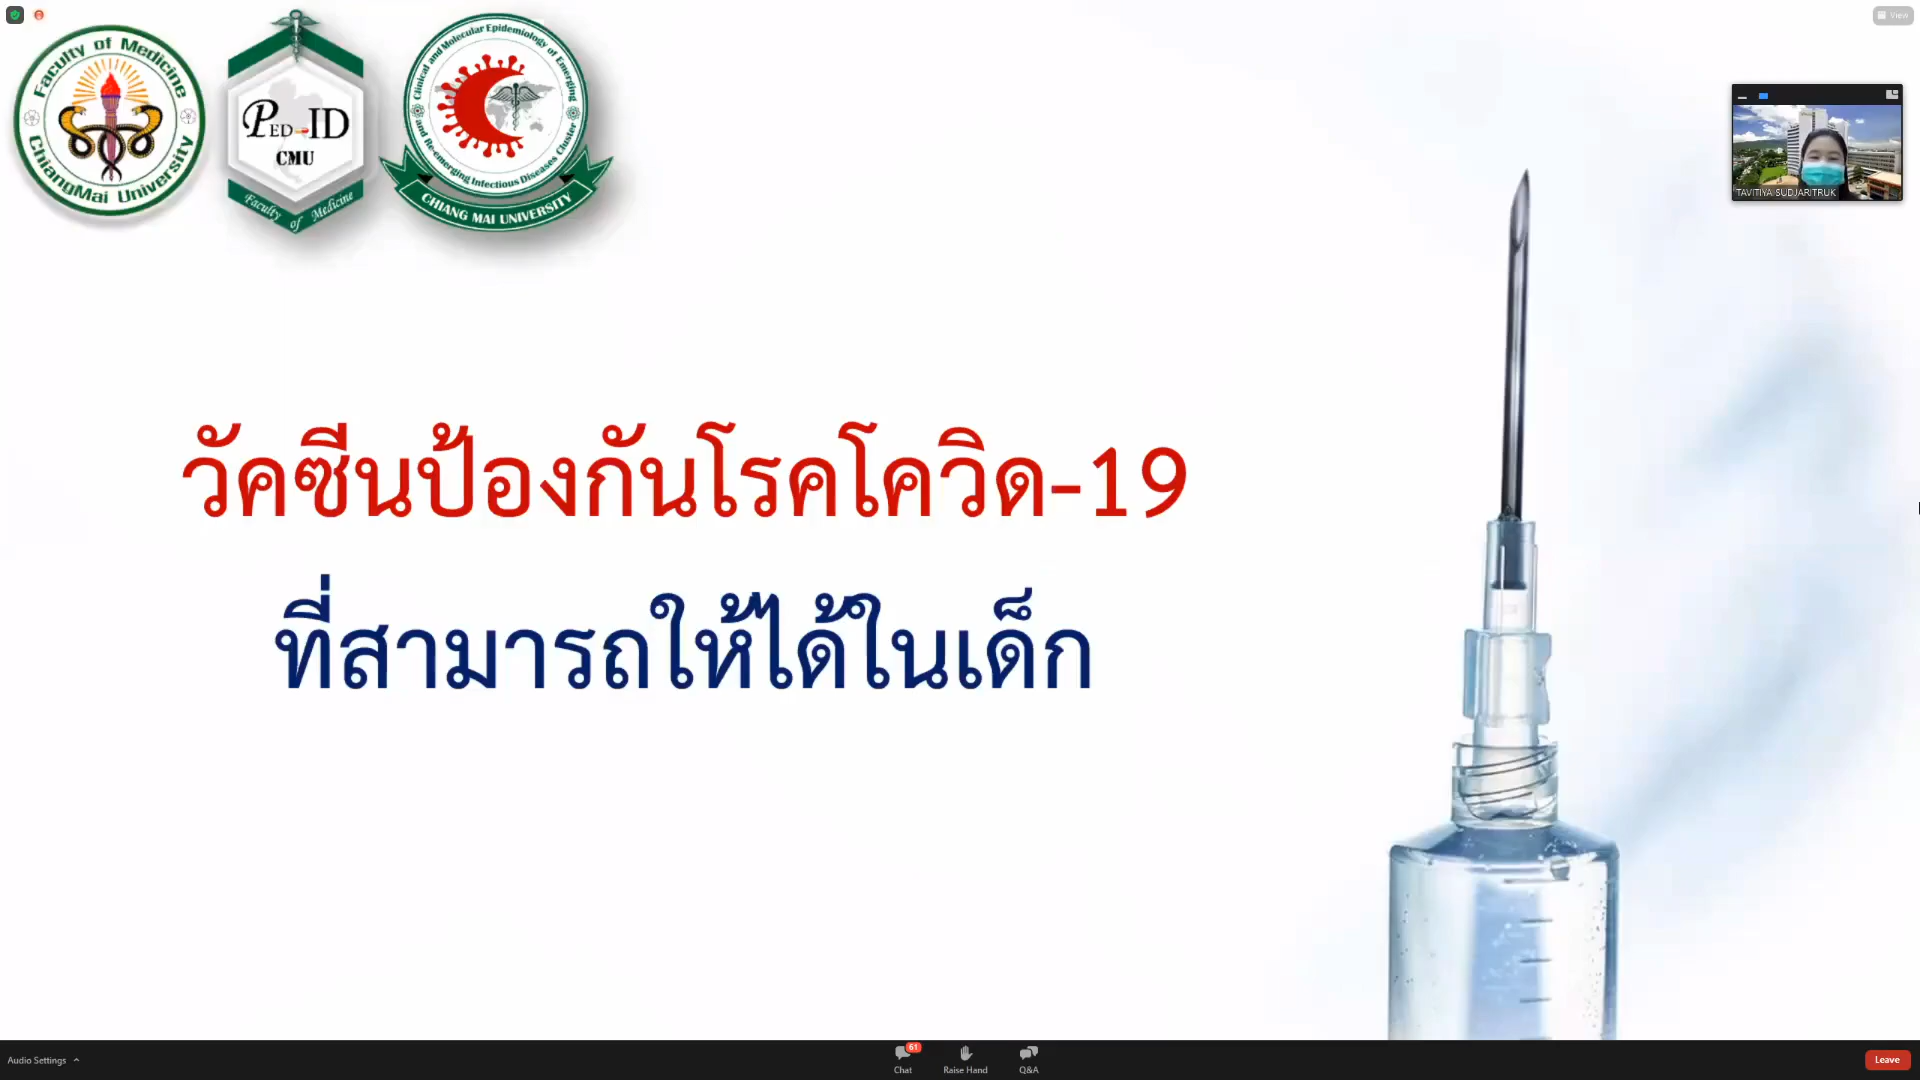 View
Faculty of Medicine
ChiangMai University
PED-ID
CMU
Faculty of Medicine
Clinical and Molecular Epidemiology of Emerging
and Re-emerging Infectious Diseases Cluster
CHIANG MAI UNIVERSITY
TAVITIYA SUDJARITRUK
วัคซีนป้องกันโรคโควิด-19
ที่สามารถให้ได้ในเด็ก
Audio Settings
61
Chat
Raise Hand
Q&A
Leave